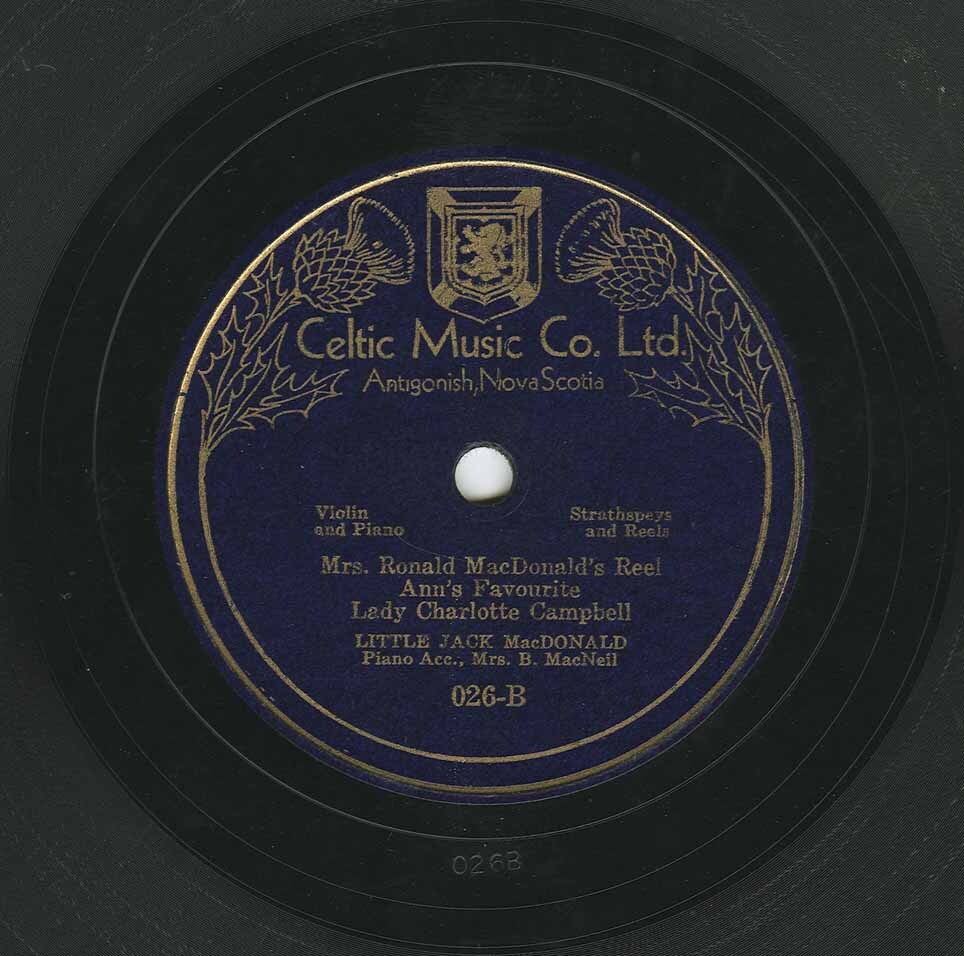 Celtic Music Co. Ltd.
Antigonish, Nova Scotia
Violin
and Piano
Strathspeys
and Reels
Mrs. Ronald MacDonald's Reel
Ann's Favourite
Lady Charlotte Campbell
LITTLE JACK MacDONALD
Piano Acc., Mrs. B. MacNeil
026-B
026B